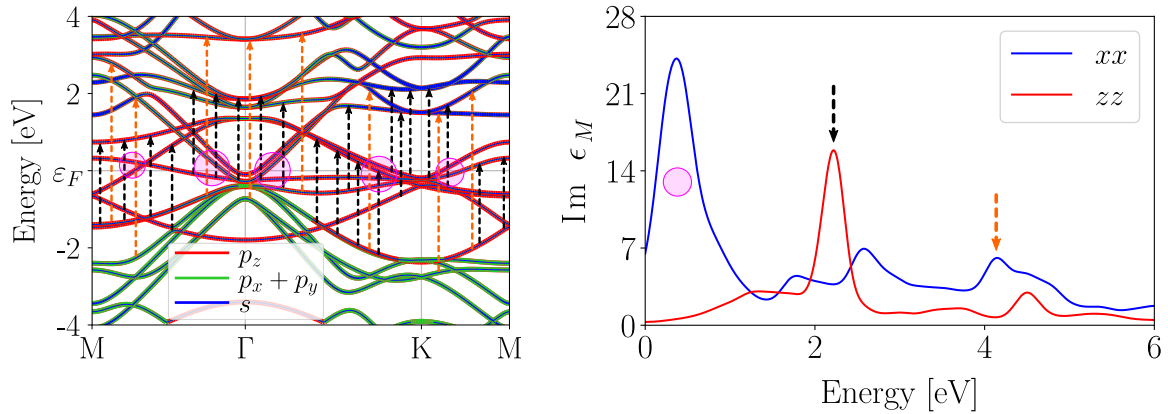 4
2
ε_F
-2
-4
Energy [eV]
p_z
p_x + p_y
s
M Γ K M
28
21
14
7
0
Im ϵ_M
xx
zz
0 2 4 6
Energy [eV]